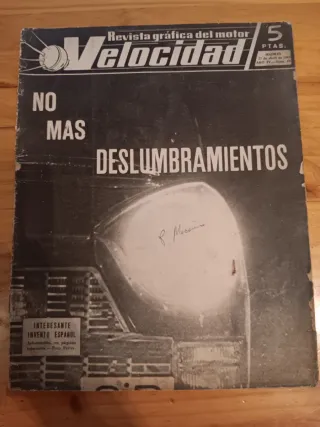 Revista gráfica del motor
Velocidad
5
PTAS.
NO
MAS
DESLUMBRAMIENTOS
INTERESANTE
INVENTO ESPAÑOL